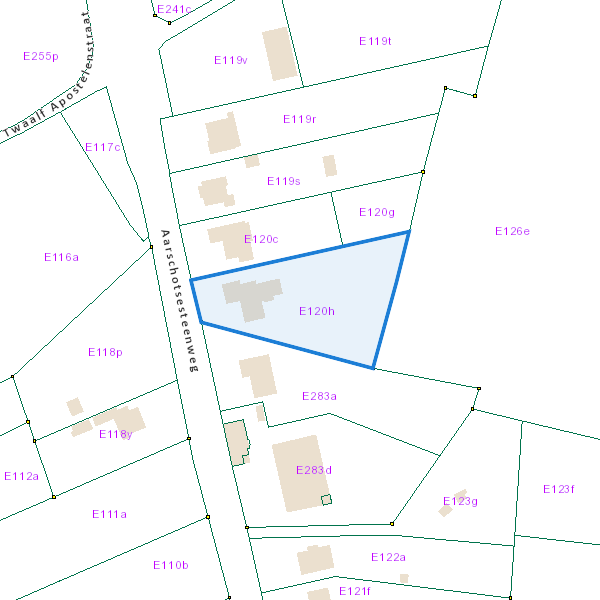 E241c
E255p
E119v
E119t
Twaalf Apostelenstraat
E117c
E119r
E119s
E120g
E120c
E126e
E116a
Aarschotsesteenweg
E120h
E118p
E283a
E118y
E112a
E283d
E123g
E123f
E111a
E122a
E110b
E121f